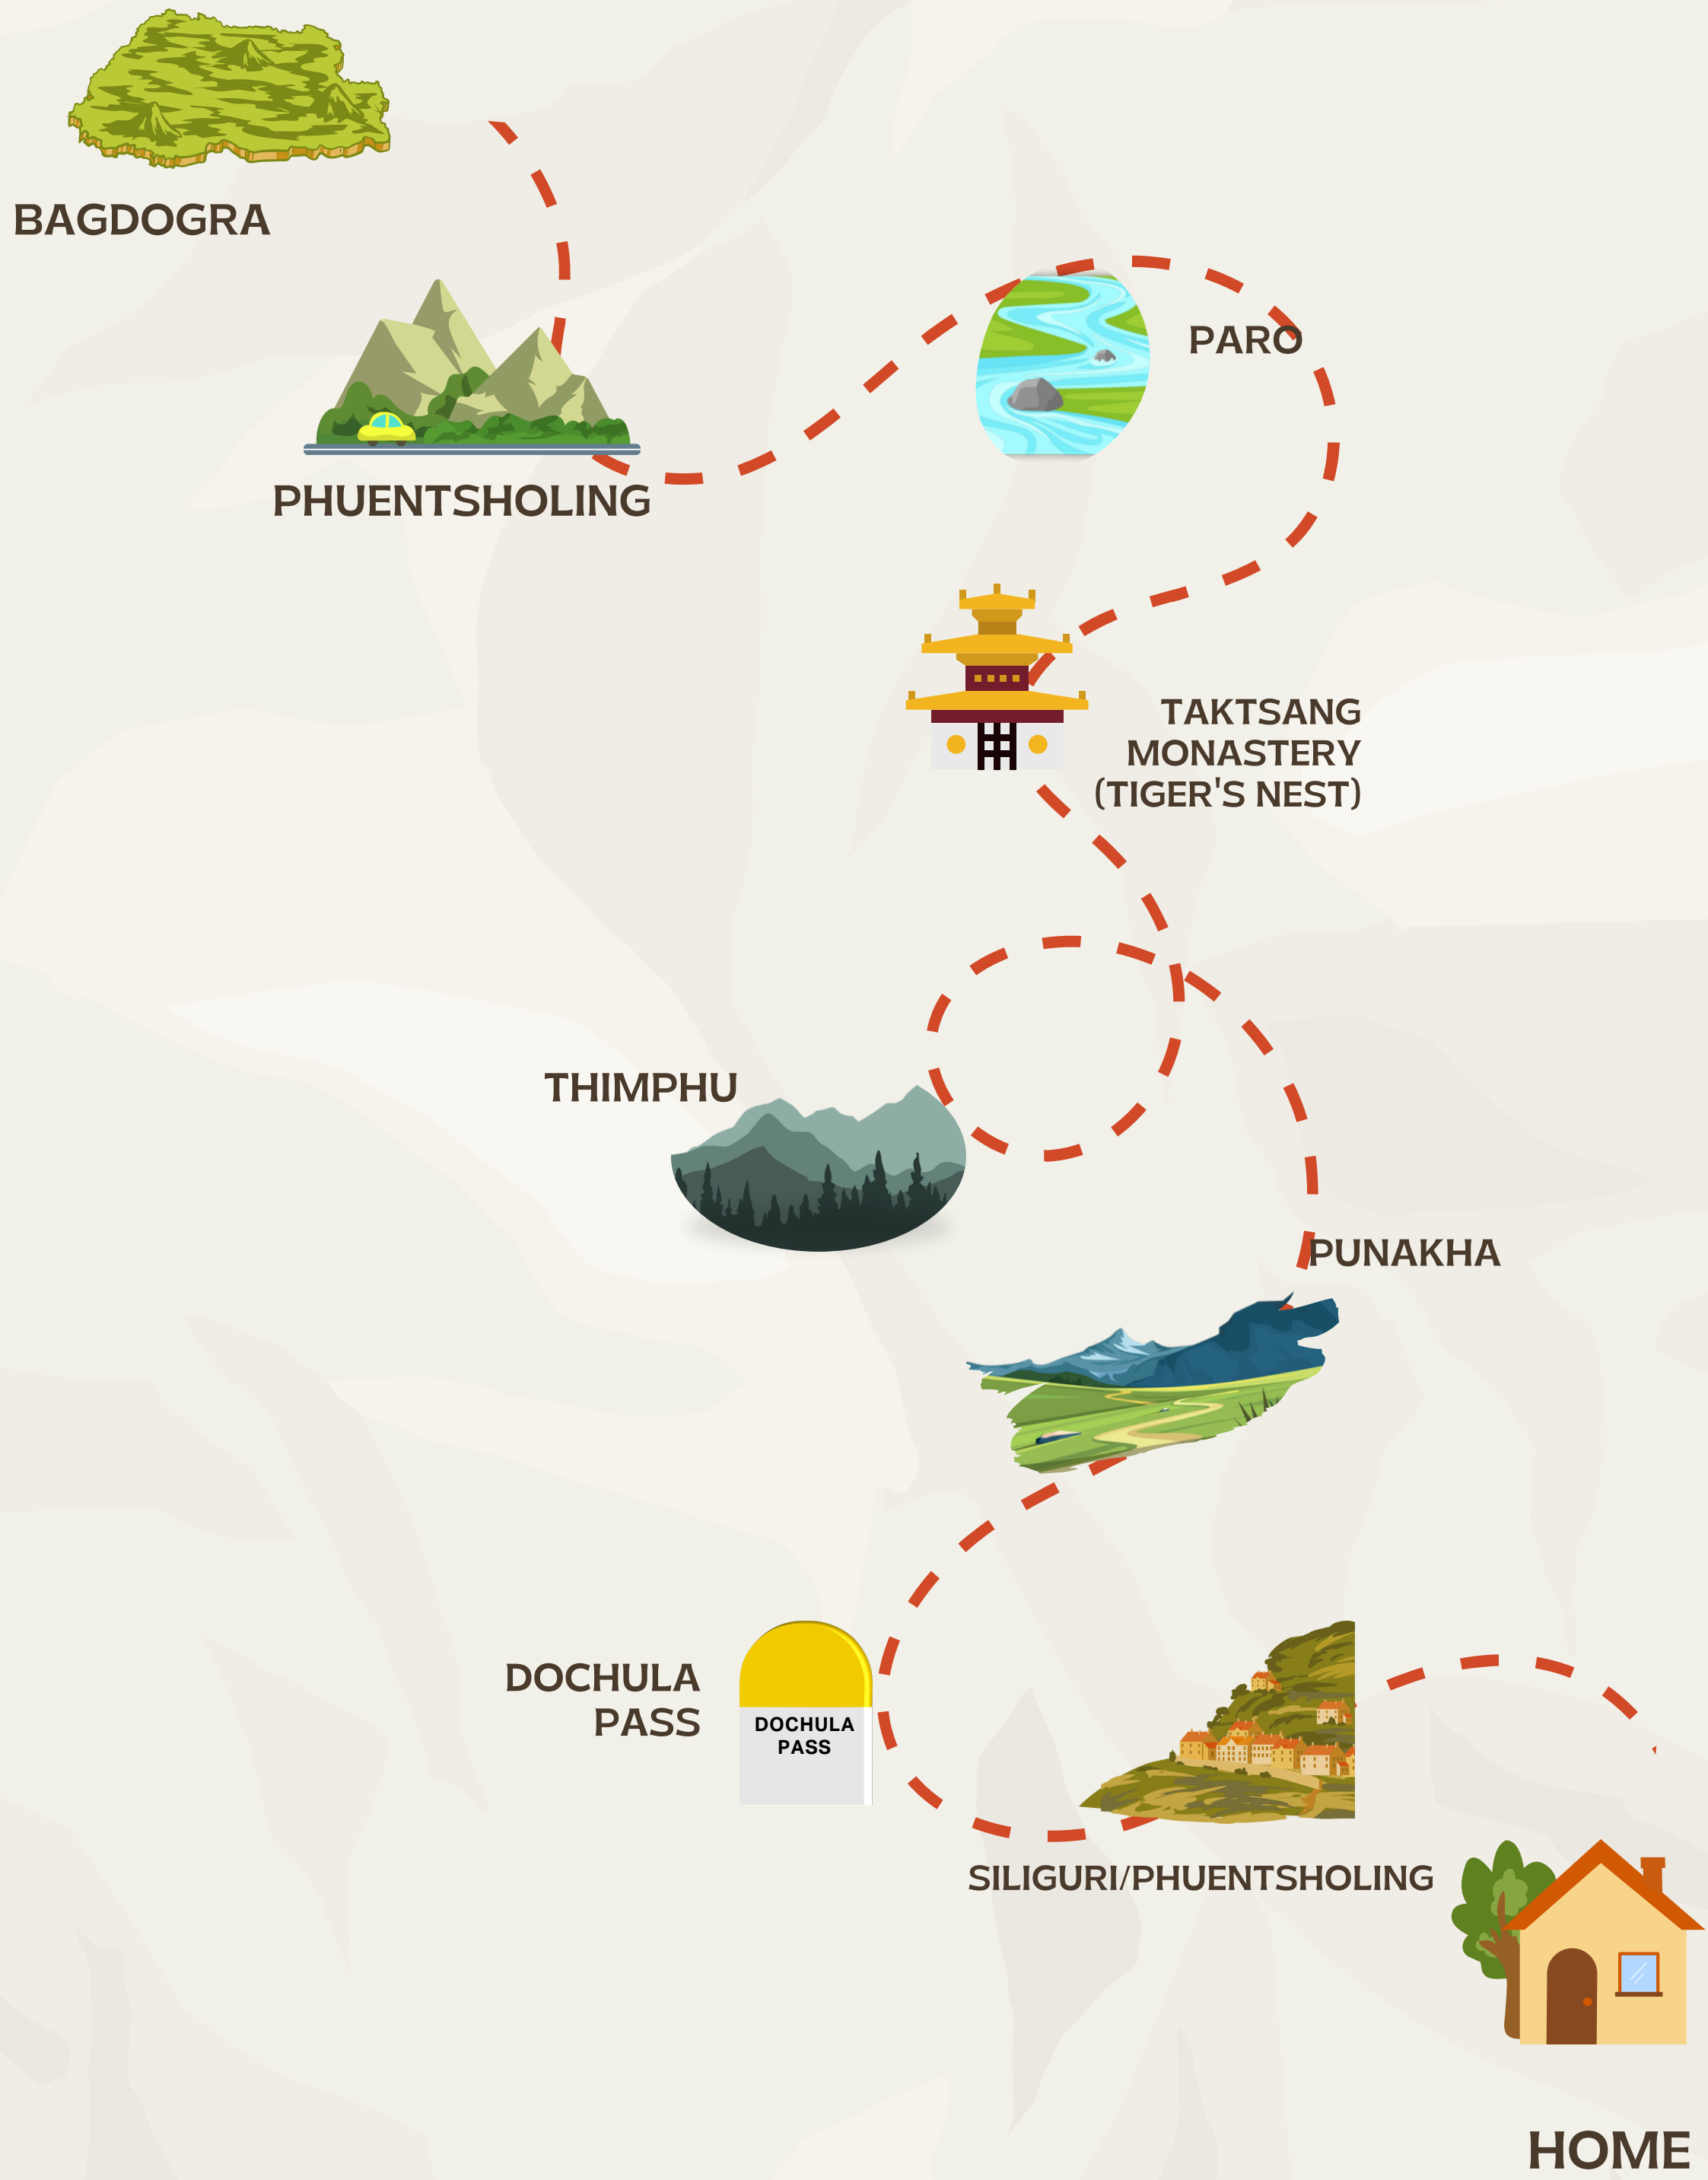 BAGDOGRA
PHUENTSHOLING
PARO
TAKTSANG
MONASTERY
(TIGER'S NEST)
THIMPHU
PUNAKHA
DOCHULA
PASS
DOCHULA
PASS
SILIGURI/PHUENTSHOLING
HOME